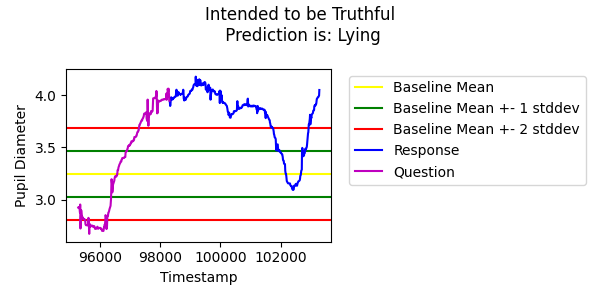 Intended to be Truthful
Prediction is: Lying
Pupil Diameter
4.0
3.5
3.0
96000 98000 100000 102000
Timestamp
Baseline Mean
Baseline Mean +- 1 stddev
Baseline Mean +- 2 stddev
Response
Question